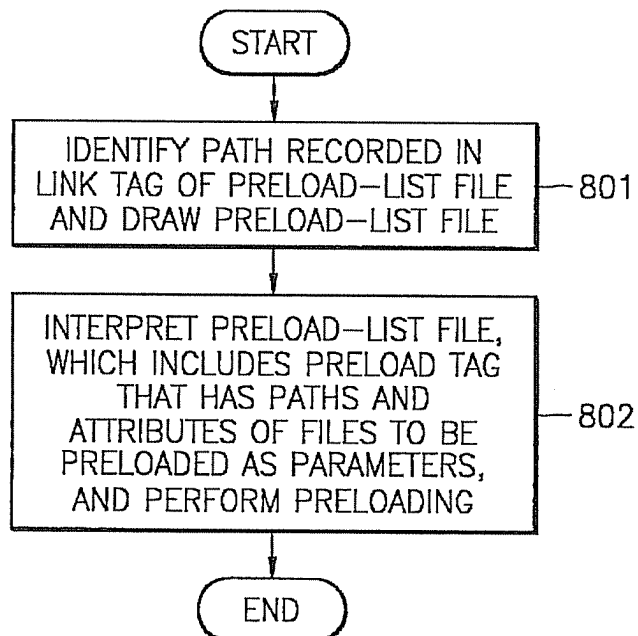 START
IDENTIFY PATH RECORDED IN
LINK TAG OF PRELOAD-LIST FILE
AND DRAW PRELOAD-LIST FILE
801
INTERPRET PRELOAD-LIST FILE,
WHICH INCLUDES PRELOAD TAG
THAT HAS PATHS AND
ATTRIBUTES OF FILES TO BE
PRELOADED AS PARAMETERS,
AND PERFORM PRELOADING
802
END